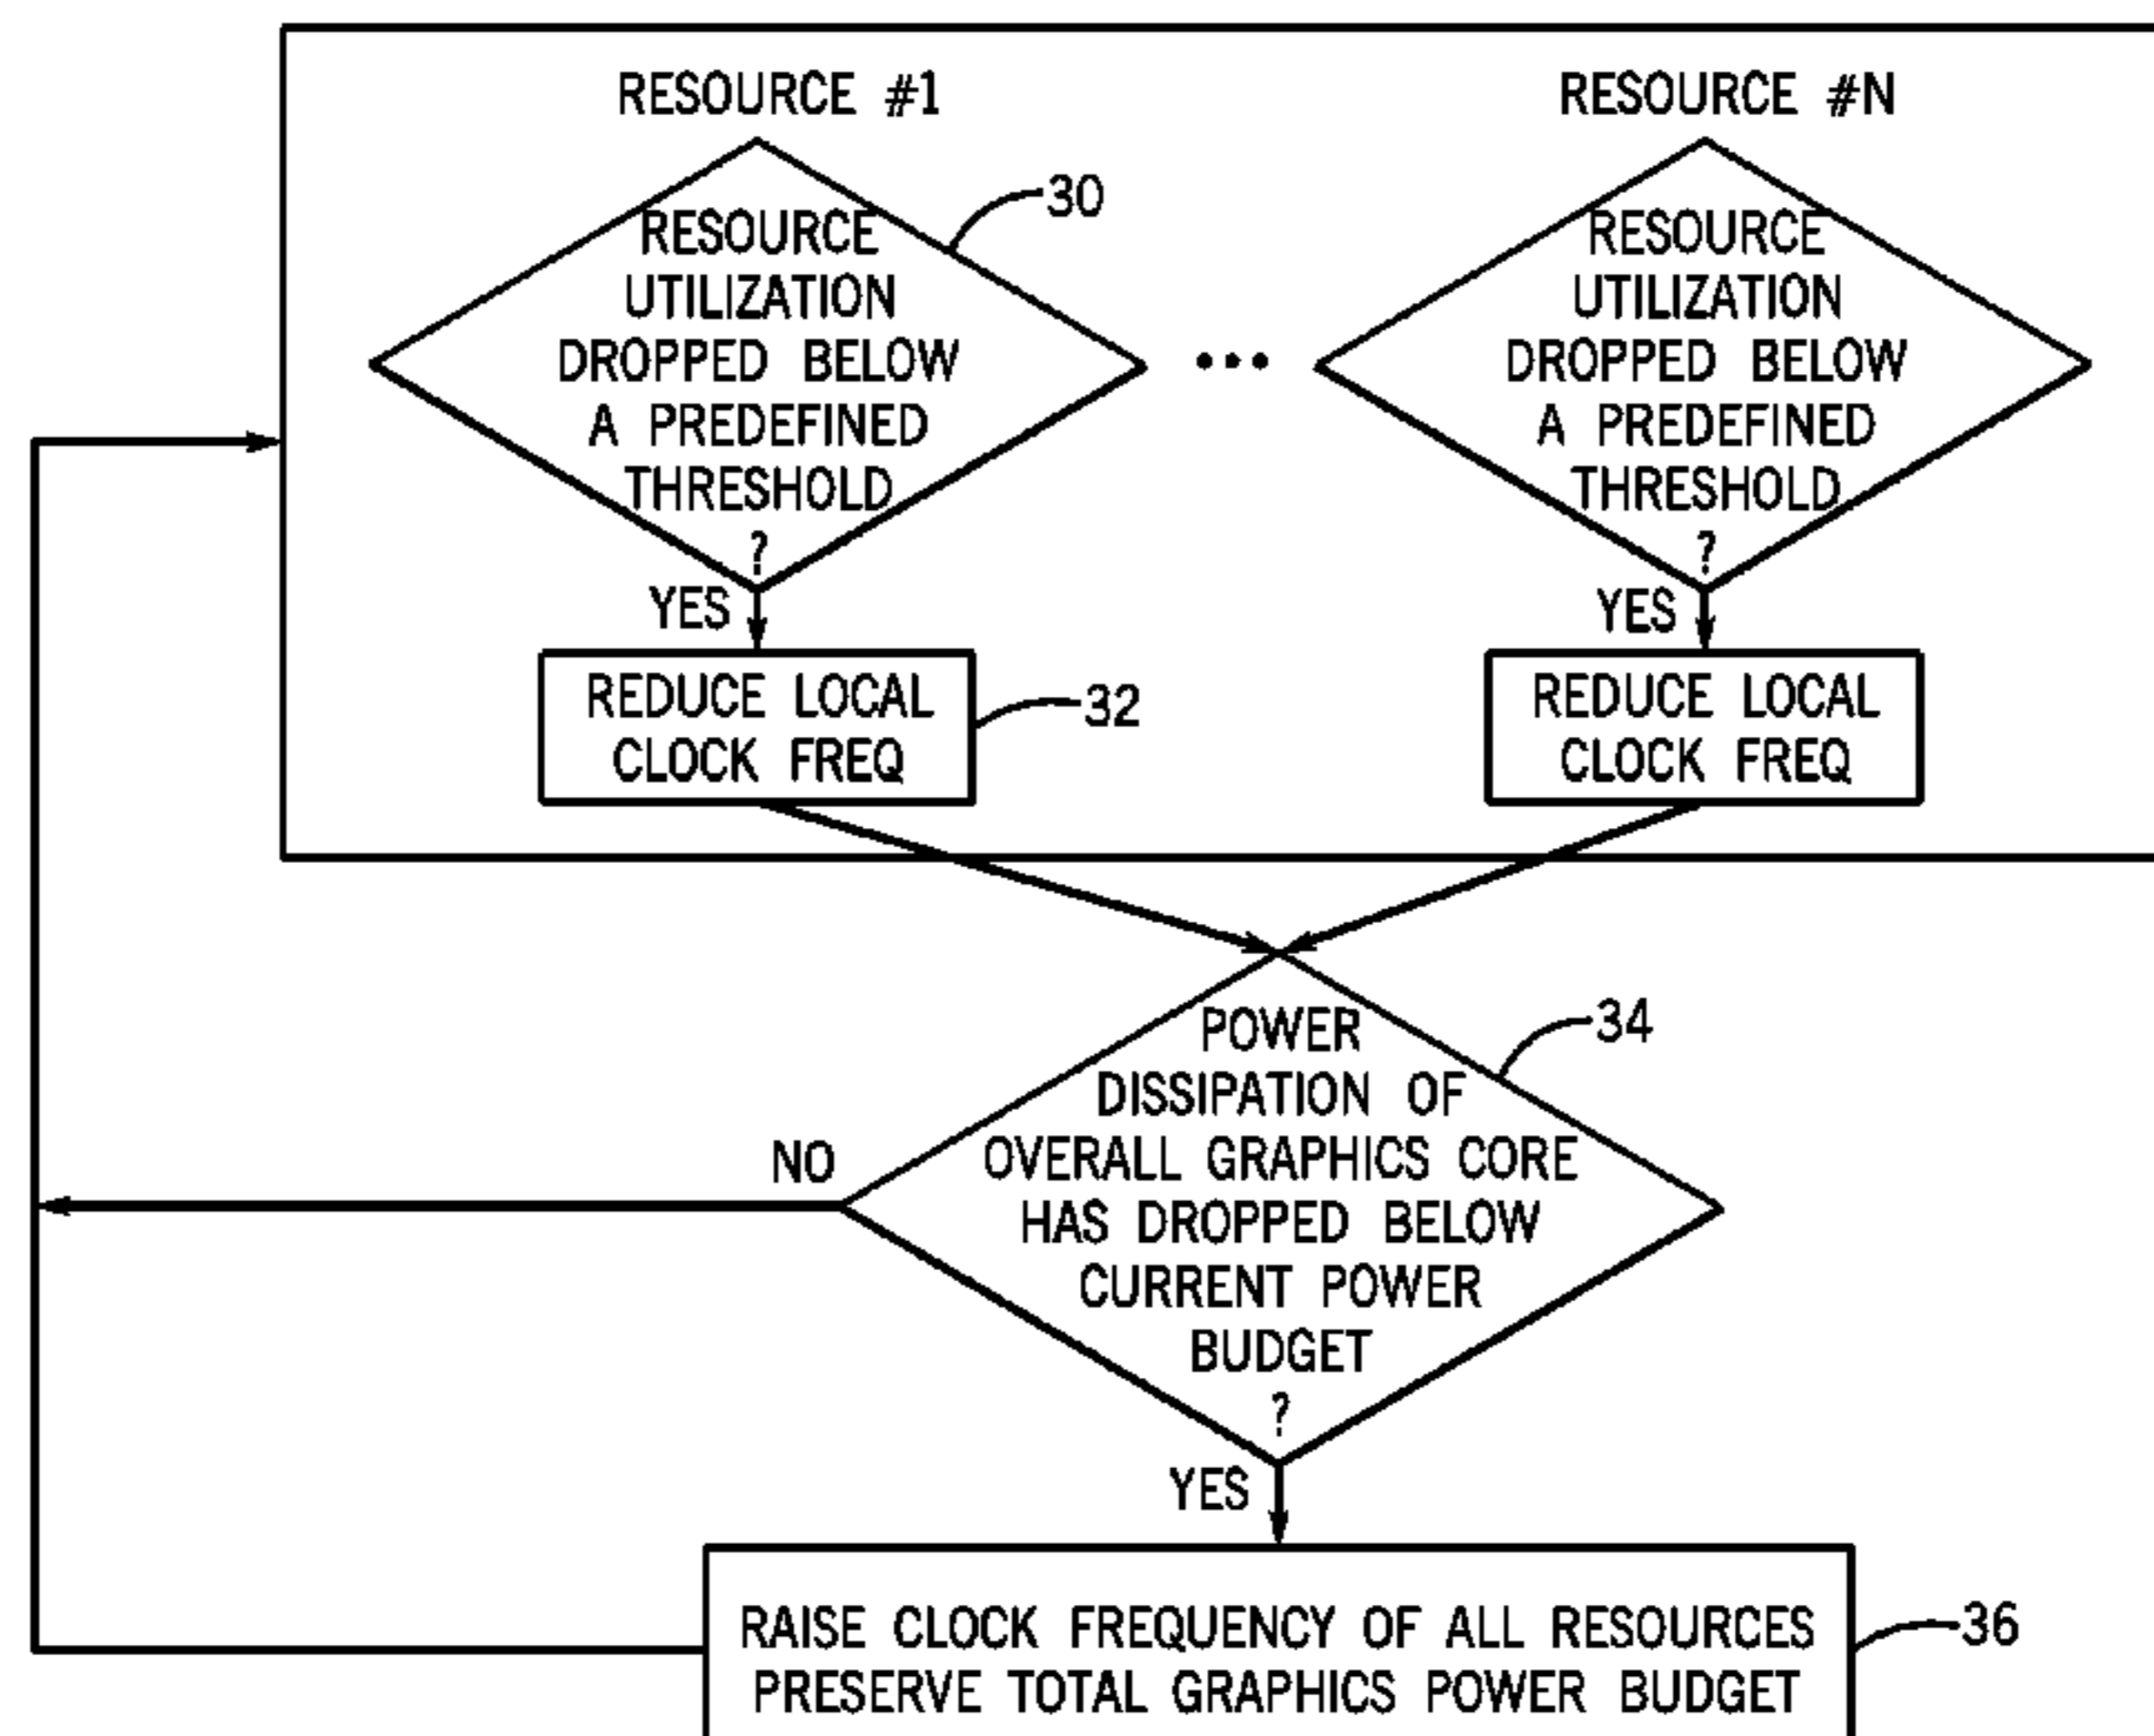 RESOURCE #1
RESOURCE
UTILIZATION
DROPPED BELOW
A PREDEFINED
THRESHOLD
?
30
YES
REDUCE LOCAL
CLOCK FREQ
32
RESOURCE #N
RESOURCE
UTILIZATION
DROPPED BELOW
A PREDEFINED
THRESHOLD
?
YES
REDUCE LOCAL
CLOCK FREQ
POWER
DISSIPATION OF
OVERALL GRAPHICS CORE
HAS DROPPED BELOW
CURRENT POWER
BUDGET
?
34
NO
YES
RAISE CLOCK FREQUENCY OF ALL RESOURCES
PRESERVE TOTAL GRAPHICS POWER BUDGET
36